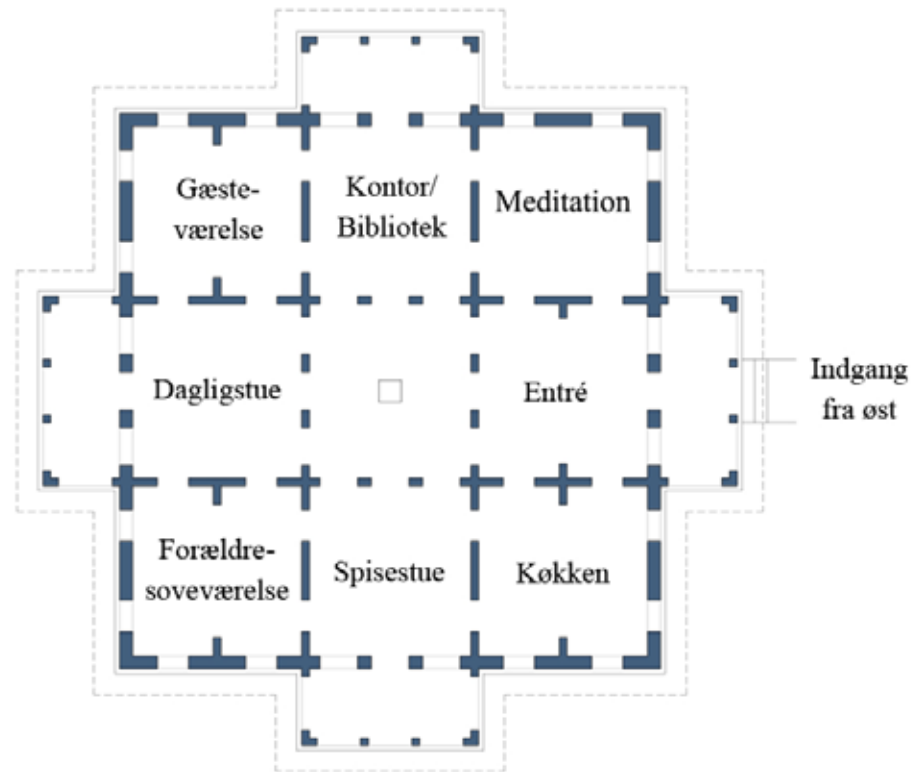 Gæste-
værelse
Kontor/
Bibliotek
Meditation
Dagligstue
Entré
Indgang
fra øst
Forældre-
soveværelse
Spisestue
Køkken